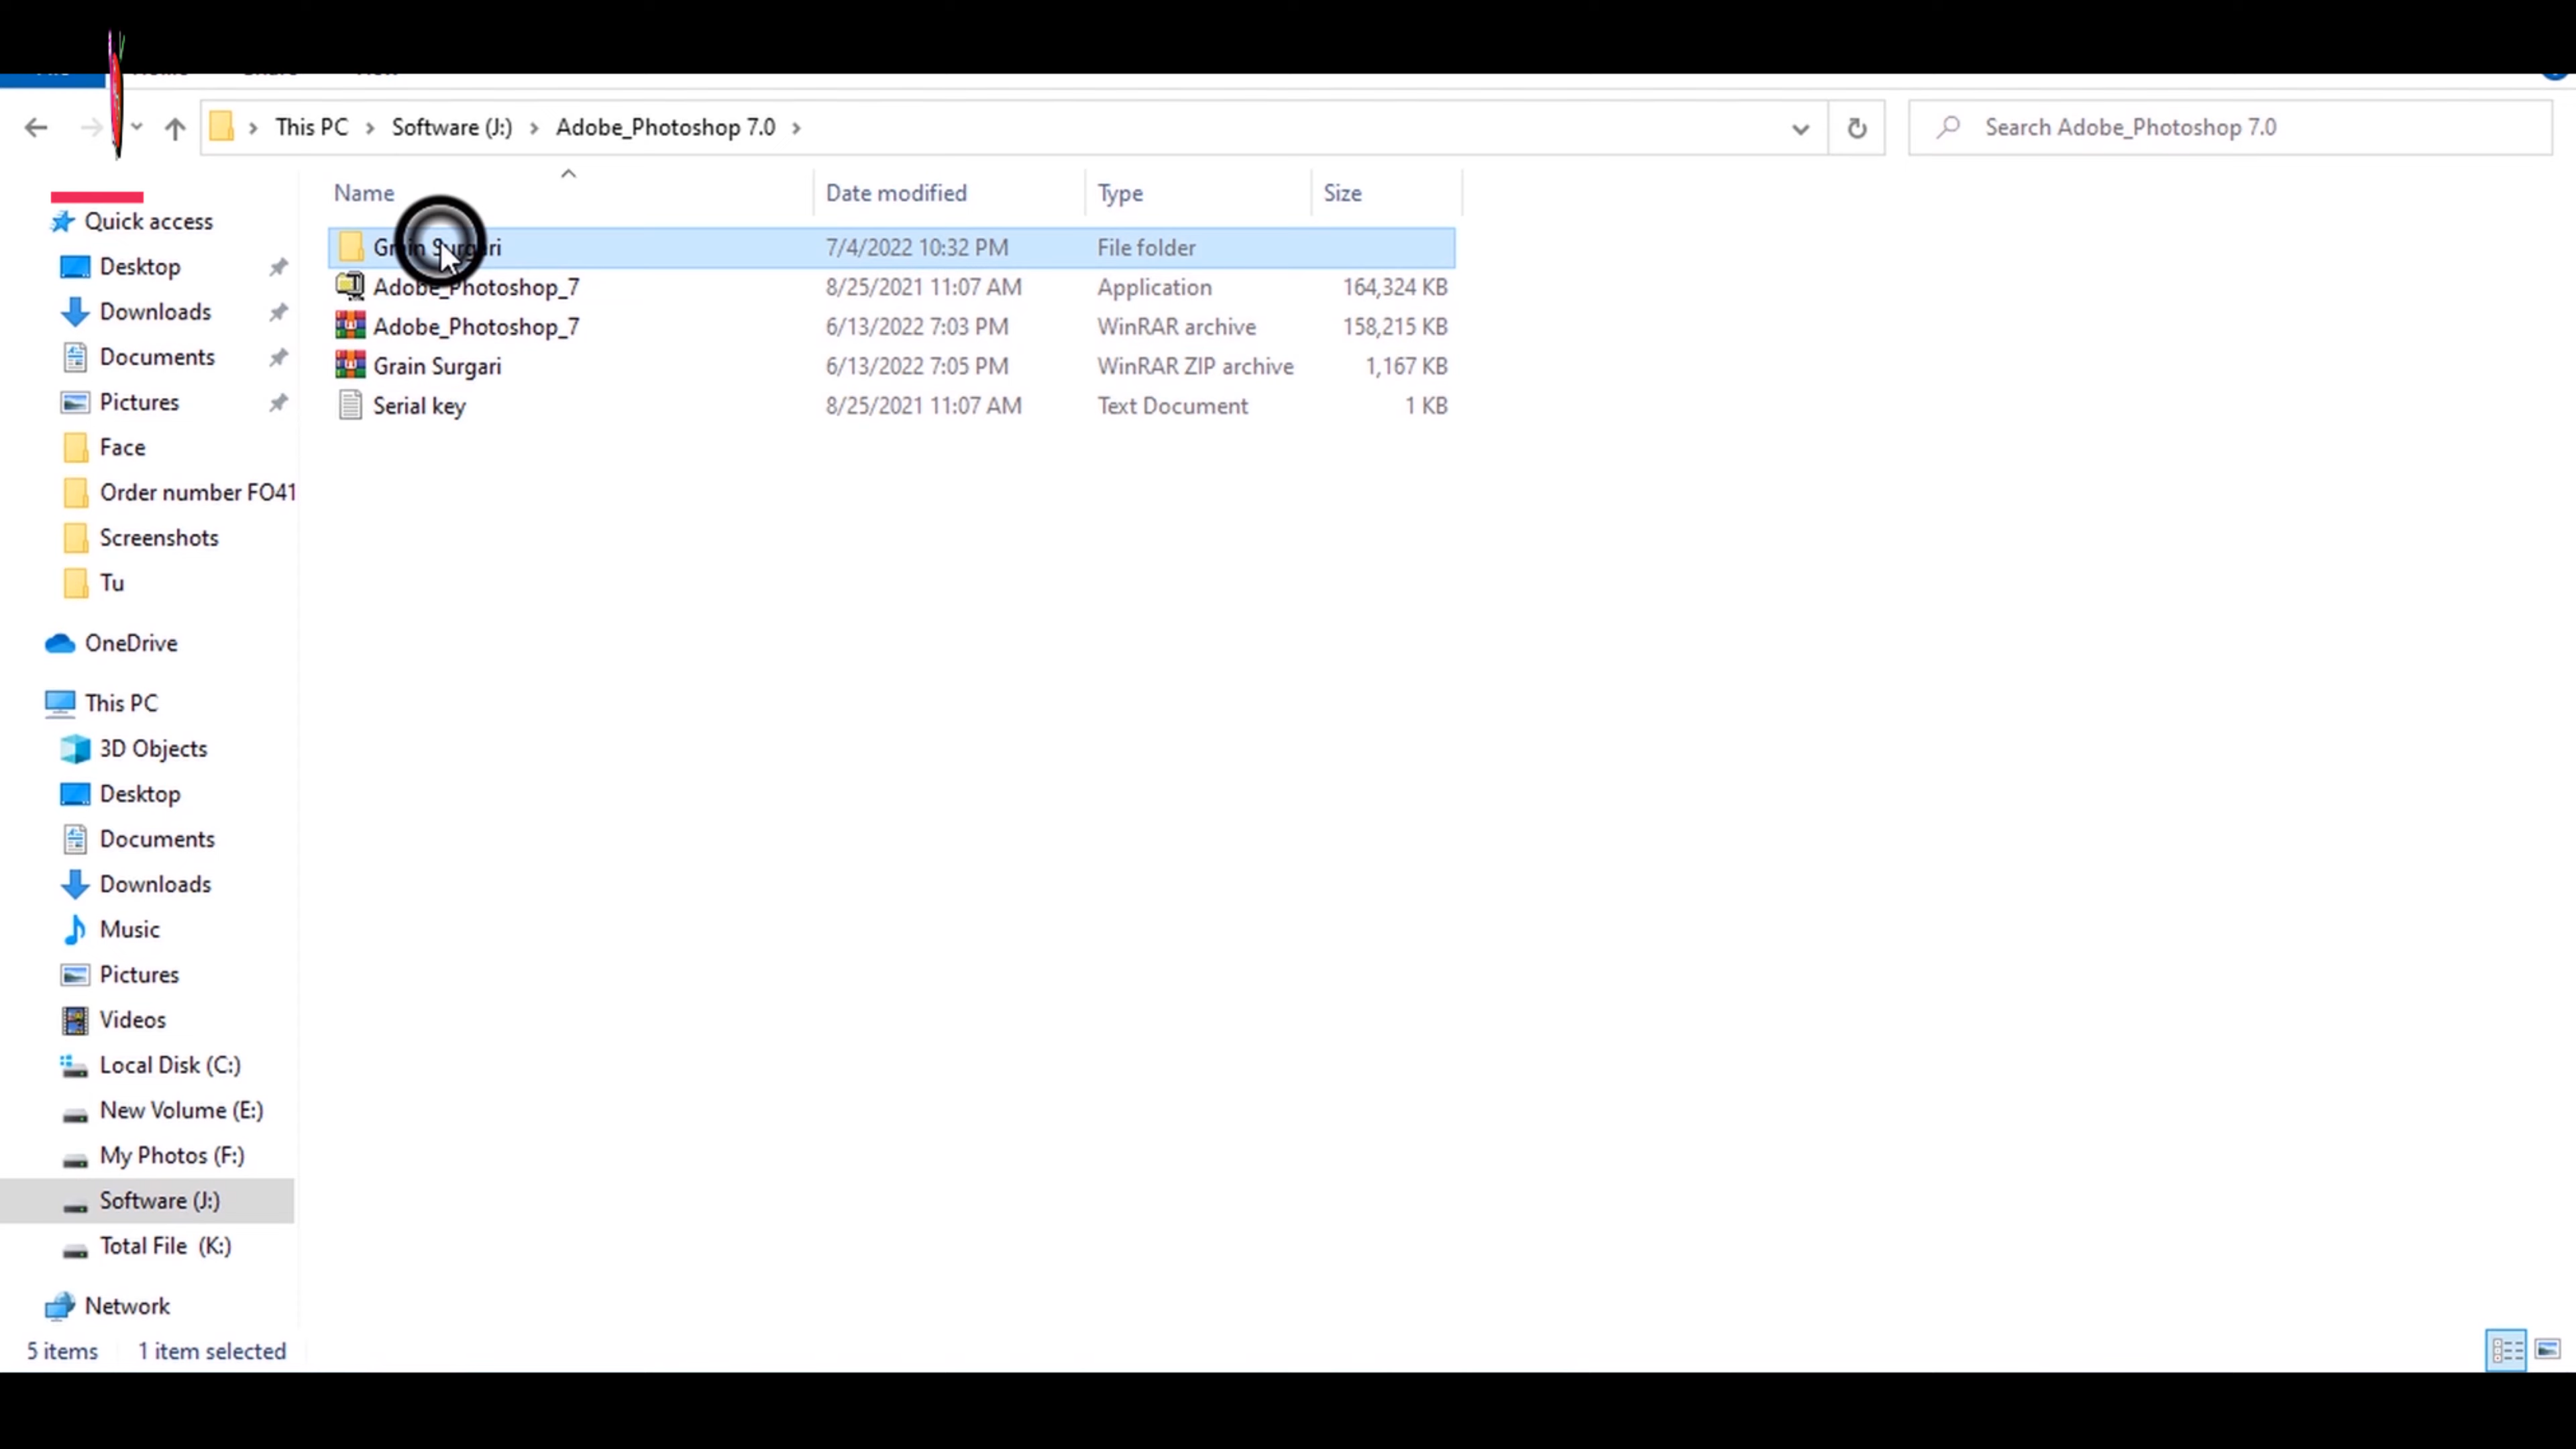 This PC > Software (J:) > Adobe_Photoshop 7.0 >
Search Adobe_Photoshop 7.0
Name Date modified Type Size
Grain Surgari 7/4/2022 10:32 PM File folder
Adobe_Photoshop_7 8/25/2021 11:07 AM Application 164,324 KB
Adobe_Photoshop_7 6/13/2022 7:03 PM WinRAR archive 158,215 KB
Grain Surgari 6/13/2022 7:05 PM WinRAR ZIP archive 1,167 KB
Serial key 8/25/2021 11:07 AM Text Document 1 KB
Quick access
Desktop
Downloads
Documents
Pictures
Face
Order number FO41
Screenshots
Tu
OneDrive
This PC
3D Objects
Desktop
Documents
Downloads
Music
Pictures
Videos
Local Disk (C:)
New Volume (E:)
My Photos (F:)
Software (J:)
Total File (K:)
Network
5 items 1 item selected